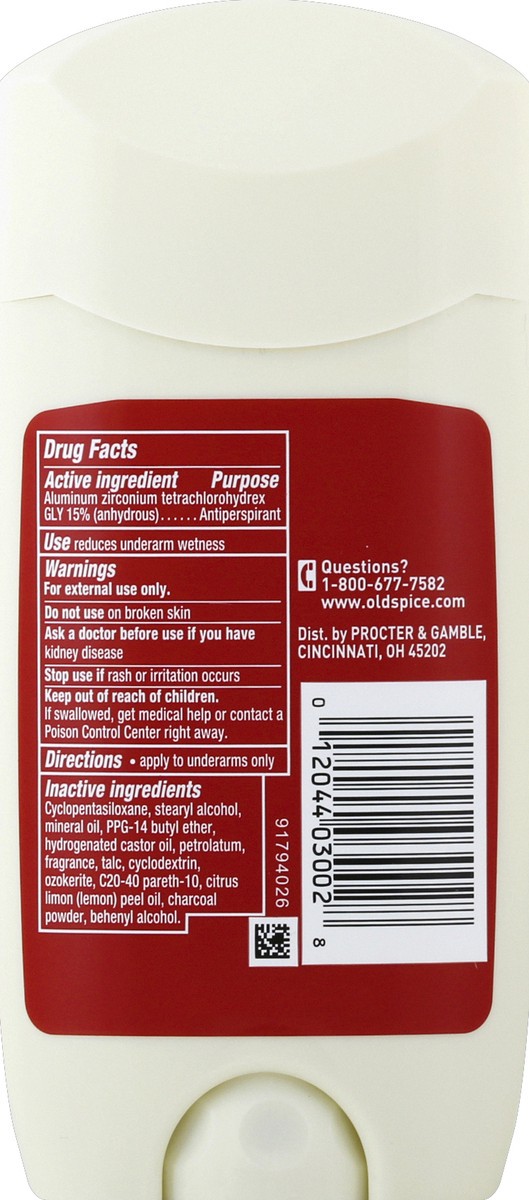 Drug Facts
Active ingredient Purpose
Aluminum zirconium tetrachlorohydrex
GLY 15% (anhydrous)...... Antiperspirant
Use reduces underarm wetness
Warnings
For external use only.
Do not use on broken skin
Ask a doctor before use if you have
kidney disease
Stop use if rash or irritation occurs
Keep out of reach of children.
If swallowed, get medical help or contact a
Poison Control Center right away.
Directions • apply to underarms only
Inactive ingredients
Cyclopentasiloxane, stearyl alcohol,
mineral oil, PPG-14 butyl ether,
hydrogenated castor oil, petrolatum,
fragrance, talc, cyclodextrin,
ozokerite, C20-40 pareth-10, citrus
limon (lemon) peel oil, charcoal
powder, behenyl alcohol.
91794026
Questions?
1-800-677-7582
www.oldspice.com
Dist. by PROCTER & GAMBLE,
CINCINNATI, OH 45202
0 12044 03002 8